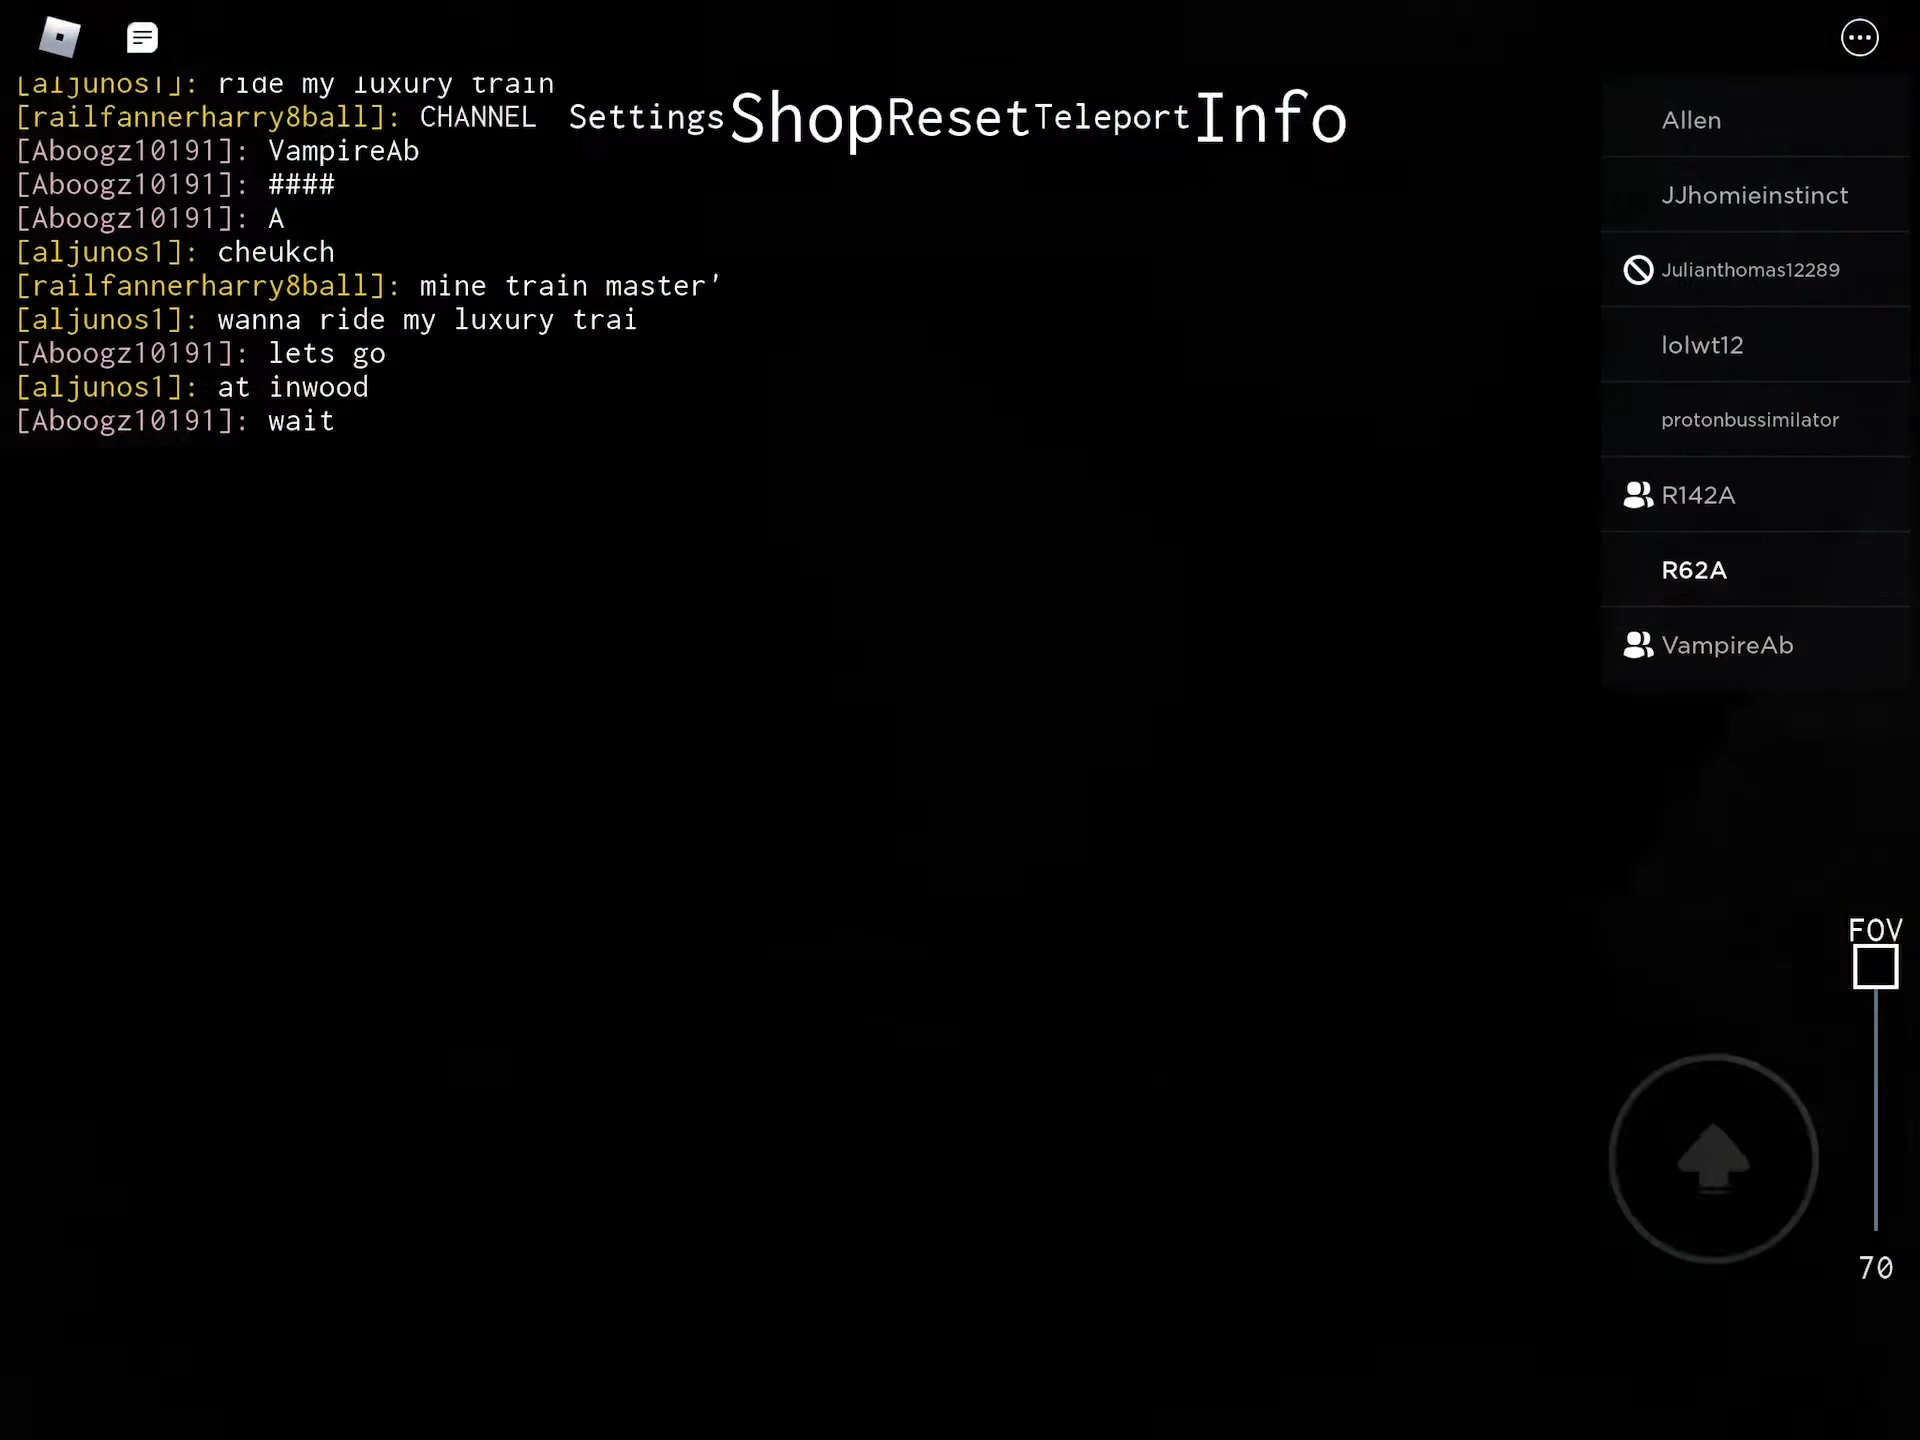 [aljunos1]: ride my luxury train
[railfannerharry8ball]: CHANNEL
[Aboogz10191]: VampireAb
[Aboogz10191]: ####
[Aboogz10191]: A
[aljunos1]: cheukch
[railfannerharry8ball]: mine train master'
[aljunos1]: wanna ride my luxury trai
[Aboogz10191]: lets go
[aljunos1]: at inwood
[Aboogz10191]: wait
Settings Shop Reset Teleport Info
Allen
JJhomieinstinct
Julianthomas12289
lolwt12
protonbussimilator
R142A
R62A
VampireAb
FOV
70